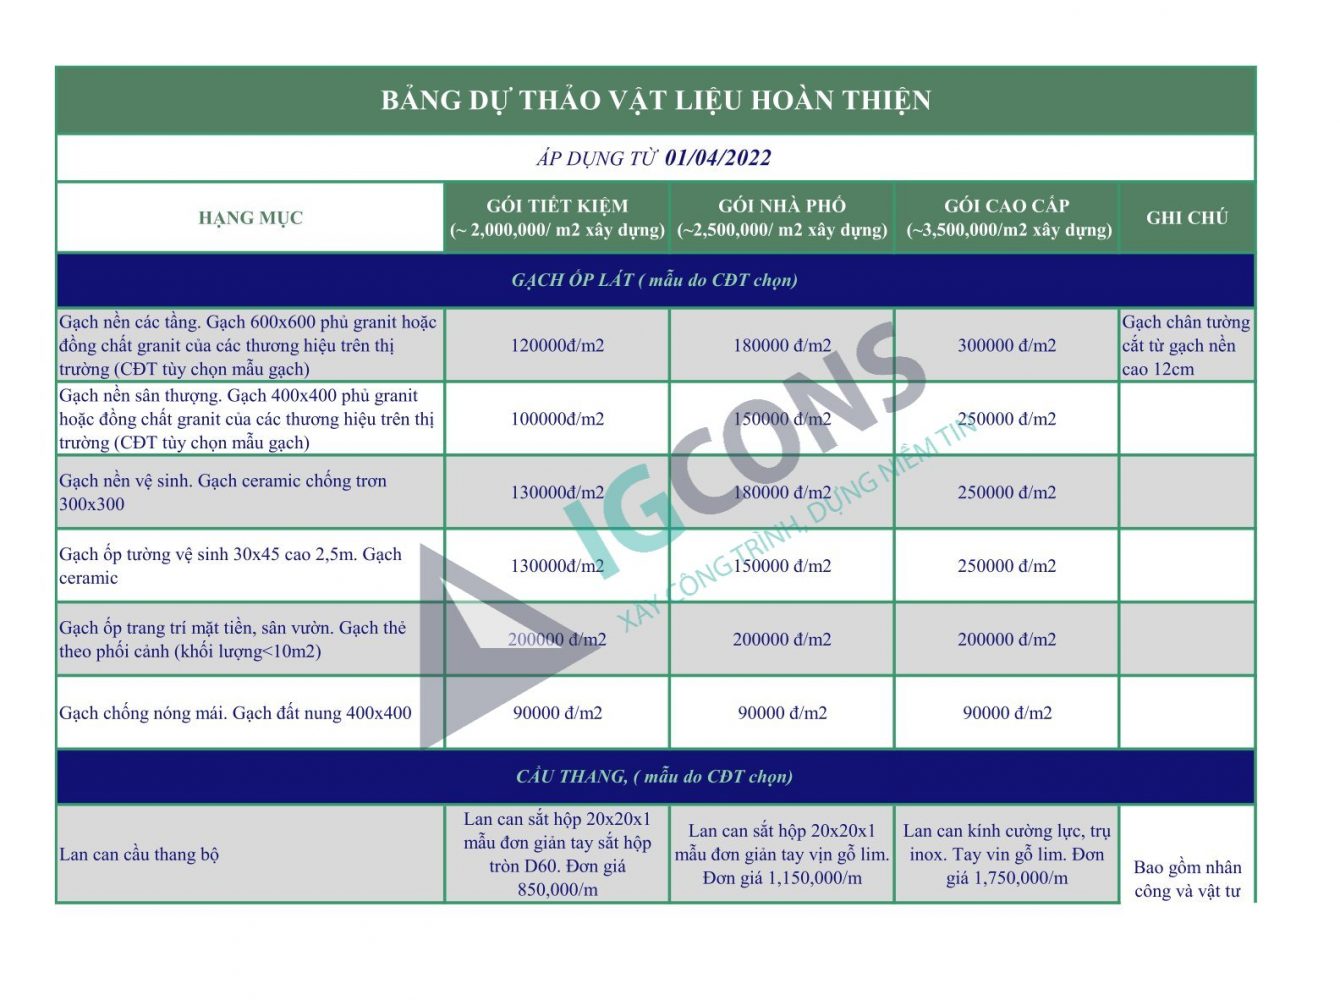 BẢNG DỰ THẢO VẬT LIỆU HOÀN THIỆN
ÁP DỤNG TỪ 01/04/2022
HẠNG MỤC
GÓI TIẾT KIỆM
(~ 2,000,000/ m2 xây dựng)
GÓI NHÀ PHỐ
(~2,500,000/ m2 xây dựng)
GÓI CAO CẤP
(~3,500,000/m2 xây dựng)
GHI CHÚ
GẠCH ỐP LÁT ( mẫu do CĐT chọn)
Gạch nền các tầng. Gạch 600x600 phủ granit hoặc
đồng chất granit của các thương hiệu trên thị
trường (CĐT tùy chọn mẫu gạch)
120000đ/m2
180000 đ/m2
300000 đ/m2
Gạch chân tường
cắt từ gạch nền
cao 12cm
Gạch nền sân thượng. Gạch 400x400 phủ granit
hoặc đồng chất granit của các thương hiệu trên thị
trường (CĐT tùy chọn mẫu gạch)
100000đ/m2
150000 đ/m2
250000 đ/m2
Gạch nền vệ sinh. Gạch ceramic chống trơn
300x300
130000đ/m2
180000 đ/m2
250000 đ/m2
Gạch ốp tường vệ sinh 30x45 cao 2,5m. Gạch
ceramic
130000đ/m2
150000 đ/m2
250000 đ/m2
Gạch ốp trang trí mặt tiền, sân vườn. Gạch thẻ
theo phối cảnh (khối lượng<10m2)
200000 đ/m2
200000 đ/m2
200000 đ/m2
Gạch chống nóng mái. Gạch đất nung 400x400
90000 đ/m2
90000 đ/m2
90000 đ/m2
CẦU THANG, ( mẫu do CĐT chọn)
Lan can cầu thang bộ
Lan can sắt hộp 20x20x1
mẫu đơn giản tay sắt hộp
tròn D60. Đơn giá
850,000/m
Lan can sắt hộp 20x20x1
mẫu đơn giản tay vịn gỗ lim.
Đơn giá 1,150,000/m
Lan can kính cường lực, trụ
inox. Tay vin gỗ lim. Đơn
giá 1,750,000/m
Bao gồm nhân
công và vật tư
IGCONS
XÂY CÔNG TRÌNH, DỰNG NIỀM TIN